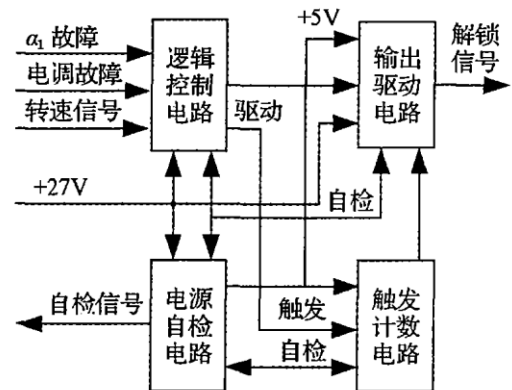 +5V
α₁故障
电调故障
转速信号
逻辑
控制
电路
输出
驱动
电路
解锁
信号
驱动
+27V
自检
自检信号
电源
自检
电路
触发
自检
触发
计数
电路